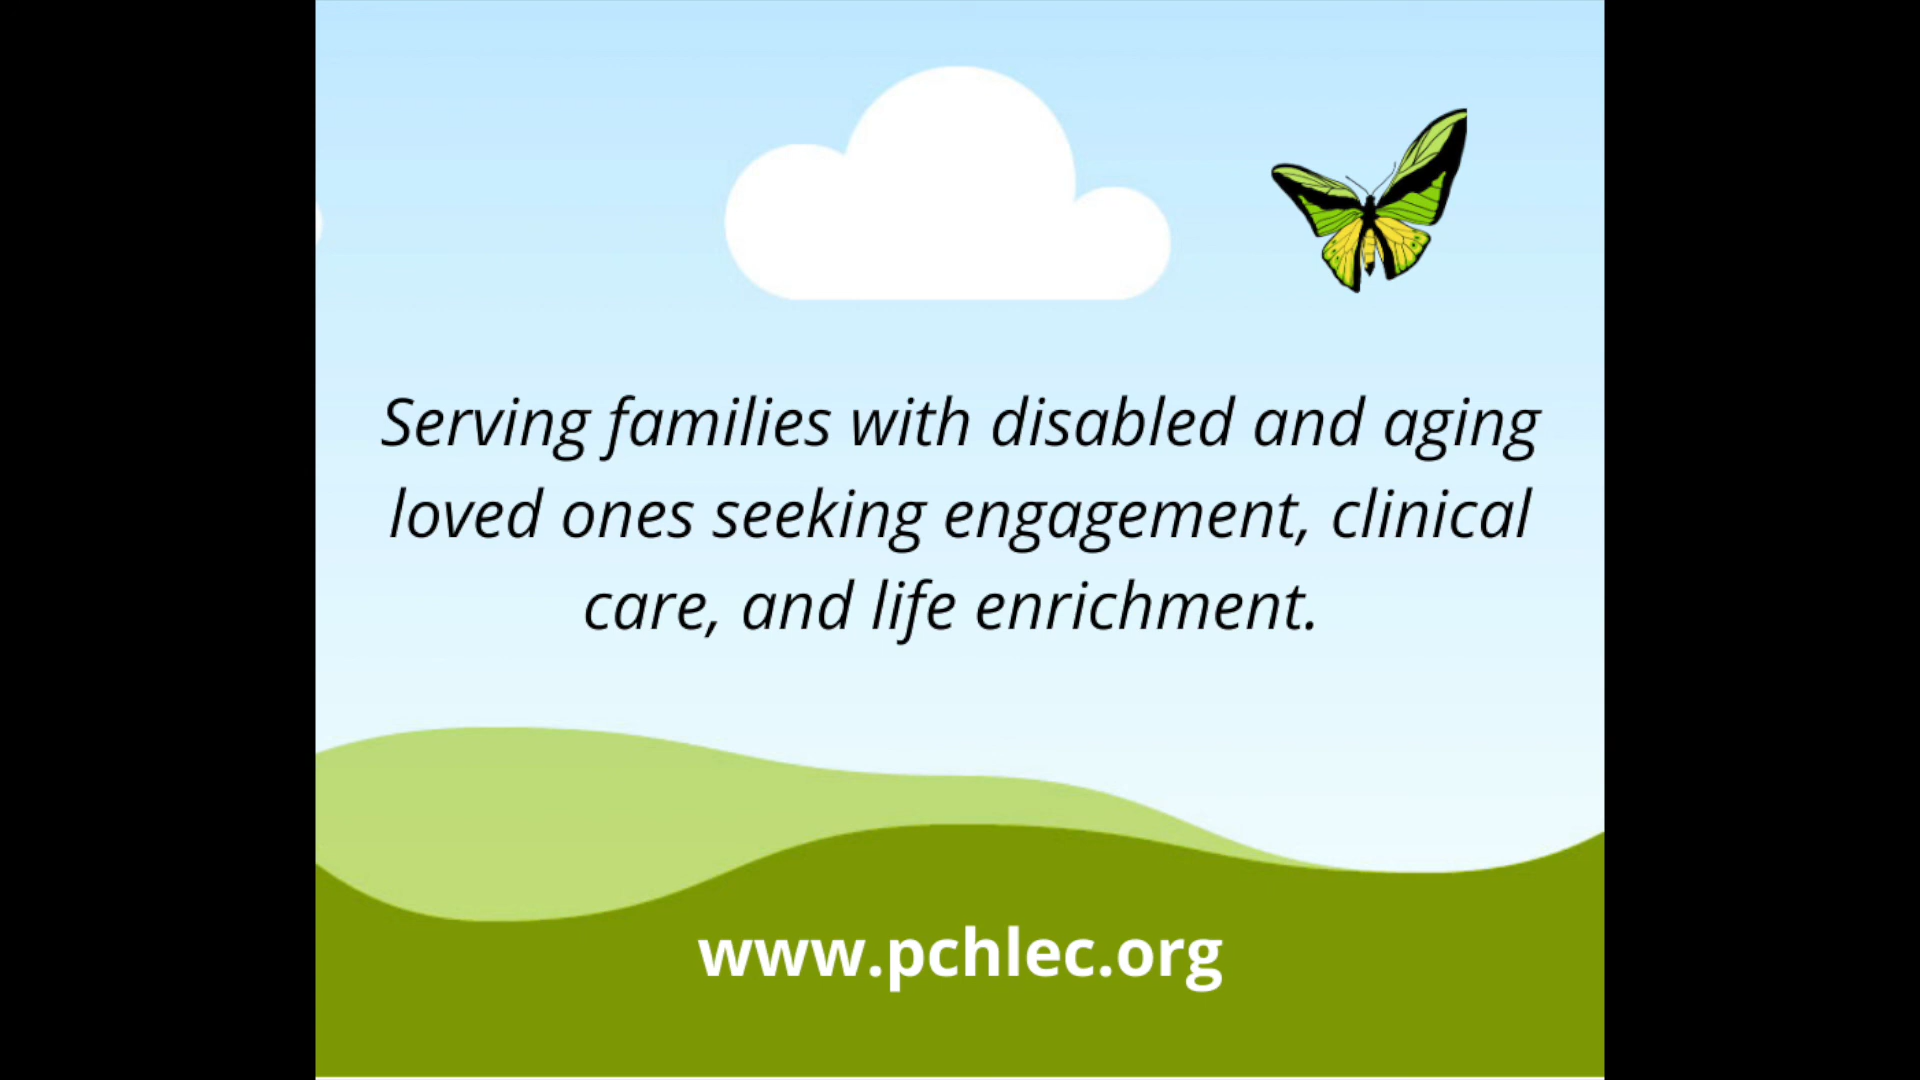 Serving families with disabled and aging
loved ones seeking engagement, clinical
care, and life enrichment.
www.pchlec.org